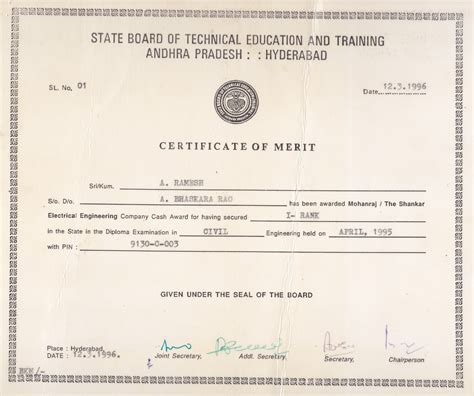 STATE BOARD OF TECHNICAL EDUCATION AND TRAINING
ANDHRA PRADESH : : HYDERABAD
SL. No. 01
Date 12.3.1996
CERTIFICATE OF MERIT
Sri/Kum. A. RAMESH
S/o. D/o. A. BHASKARA RAO has been awarded Mohanraj / The Shankar
Electrical Engineering Company Cash Award for having secured I- RANK
in the State in the Diploma Examination in CIVIL Engineering held on APRIL, 1995
with PIN : 9130-C-003
GIVEN UNDER THE SEAL OF THE BOARD
Place : Hyderabad,
DATE : 12.3.1996.
Joint Secretary, Addl. Secretary, Secretary, Chairperson